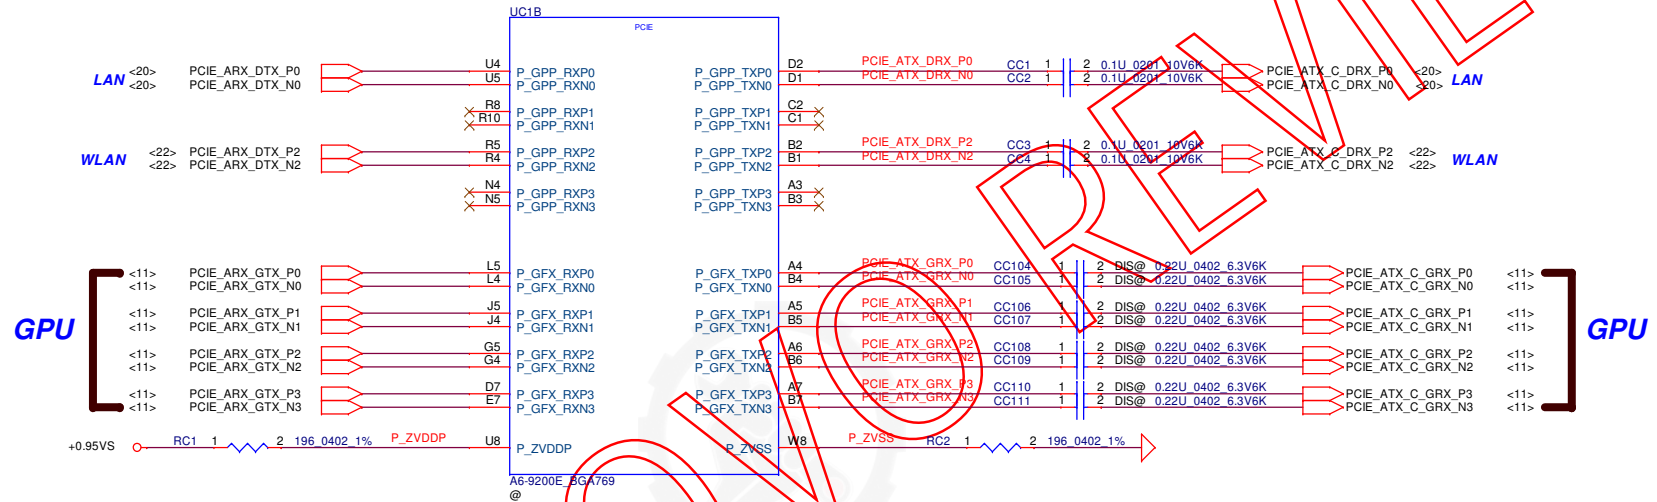 UC1B
PCIE
LAN <20> PCIE_ARX_DTX_P0 U4 P_GPP_RXP0 P_GPP_TXP0 D2 PCIE_ATX_DRX_P0 CC1 1 2 0.1U_0201_10V6K PCIE_ATX_C_DRX_P0 <20> LAN
<20> PCIE_ARX_DTX_N0 U5 P_GPP_RXN0 P_GPP_TXN0 D1 PCIE_ATX_DRX_N0 CC2 1 2 0.1U_0201_10V6K PCIE_ATX_C_DRX_N0 <20>
R8 P_GPP_RXP1 P_GPP_TXP1 C2
R10 P_GPP_RXN1 P_GPP_TXN1 C1
WLAN <22> PCIE_ARX_DTX_P2 R5 P_GPP_RXP2 P_GPP_TXP2 B2 PCIE_ATX_DRX_P2 CC3 1 2 0.1U_0201_10V6K PCIE_ATX_C_DRX_P2 <22> WLAN
<22> PCIE_ARX_DTX_N2 R4 P_GPP_RXN2 P_GPP_TXN2 B1 PCIE_ATX_DRX_N2 CC4 1 2 0.1U_0201_10V6K PCIE_ATX_C_DRX_N2 <22>
N4 P_GPP_RXP3 P_GPP_TXP3 A3
N5 P_GPP_RXN3 P_GPP_TXN3 B3
<11> PCIE_ARX_GTX_P0 L5 P_GFX_RXP0 P_GFX_TXP0 A4 PCIE_ATX_GRX_P0 CC104 1 2 DIS@ 0.22U_0402_6.3V6K PCIE_ATX_C_GRX_P0 <11>
<11> PCIE_ARX_GTX_N0 L4 P_GFX_RXN0 P_GFX_TXN0 B4 PCIE_ATX_GRX_N0 CC105 1 2 DIS@ 0.22U_0402_6.3V6K PCIE_ATX_C_GRX_N0 <11>
<11> PCIE_ARX_GTX_P1 J5 P_GFX_RXP1 P_GFX_TXP1 A5 PCIE_ATX_GRX_P1 CC106 1 2 DIS@ 0.22U_0402_6.3V6K PCIE_ATX_C_GRX_P1 <11>
GPU <11> PCIE_ARX_GTX_N1 J4 P_GFX_RXN1 P_GFX_TXN1 B5 PCIE_ATX_GRX_N1 CC107 1 2 DIS@ 0.22U_0402_6.3V6K PCIE_ATX_C_GRX_N1 <11> GPU
<11> PCIE_ARX_GTX_P2 G5 P_GFX_RXP2 P_GFX_TXP2 A6 PCIE_ATX_GRX_P2 CC108 1 2 DIS@ 0.22U_0402_6.3V6K PCIE_ATX_C_GRX_P2 <11>
<11> PCIE_ARX_GTX_N2 G4 P_GFX_RXN2 P_GFX_TXN2 B6 PCIE_ATX_GRX_N2 CC109 1 2 DIS@ 0.22U_0402_6.3V6K PCIE_ATX_C_GRX_N2 <11>
<11> PCIE_ARX_GTX_P3 D7 P_GFX_RXP3 P_GFX_TXP3 A7 PCIE_ATX_GRX_P3 CC110 1 2 DIS@ 0.22U_0402_6.3V6K PCIE_ATX_C_GRX_P3 <11>
<11> PCIE_ARX_GTX_N3 E7 P_GFX_RXN3 P_GFX_TXN3 B7 PCIE_ATX_GRX_N3 CC111 1 2 DIS@ 0.22U_0402_6.3V6K PCIE_ATX_C_GRX_N3 <11>
+0.95VS RC1 1 2 196_0402_1% P_ZVDDP U8 P_ZVDDP P_ZVSS W8 P_ZVSS RC2 1 2 196_0402_1%
A6-9200E_BGA769
@